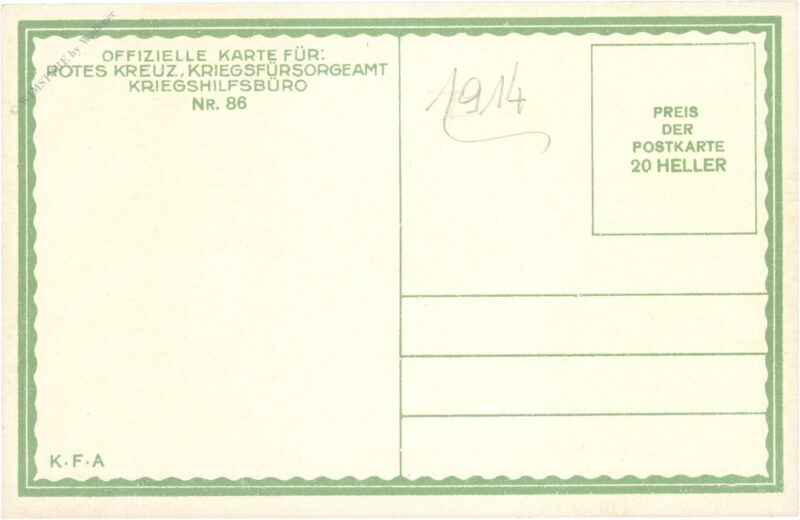 OFFIZIELLE KARTE FÜR:
ROTES KREUZ, KRIEGSFÜRSORGEAMT
KRIEGSHILFSBÜRO
NR. 86
1914
PREIS
DER
POSTKARTE
20 HELLER
K·F·A